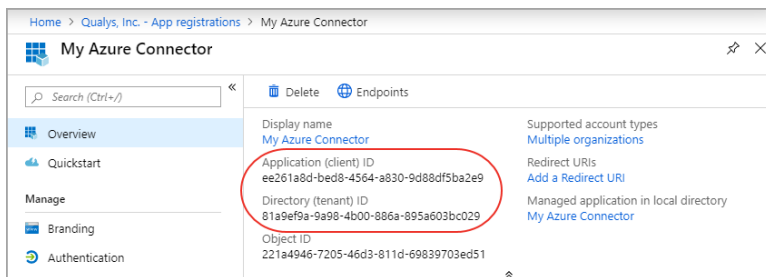 Home > Qualys, Inc. - App registrations > My Azure Connector
My Azure Connector
Search (Ctrl+/)
«
Overview
Quickstart
Manage
Branding
Authentication
Delete
Endpoints
Display name
My Azure Connector
Application (client) ID
ee261a8d-bed8-4564-a830-9d88df5ba2e9
Directory (tenant) ID
81a9ef9a-9a98-4b00-886a-895a603bc029
Object ID
221a4946-7205-46d3-811d-69839703ed51
Supported account types
Multiple organizations
Redirect URIs
Add a Redirect URI
Managed application in local directory
My Azure Connector